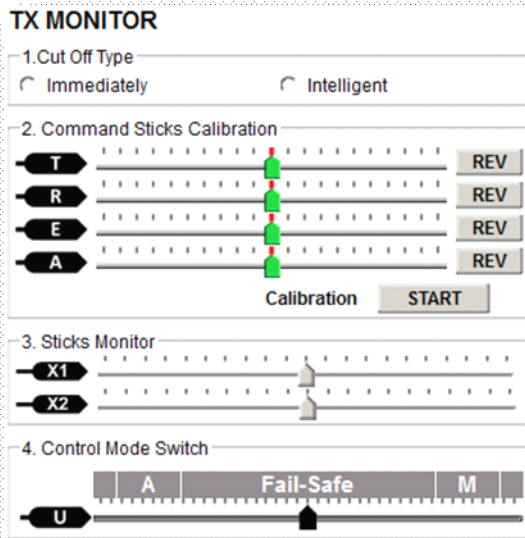 TX MONITOR
1.Cut Off Type
Immediately Intelligent
2. Command Sticks Calibration
T REV
R REV
E REV
A REV
Calibration START
3. Sticks Monitor
X1
X2
4. Control Mode Switch
A Fail-Safe M
U